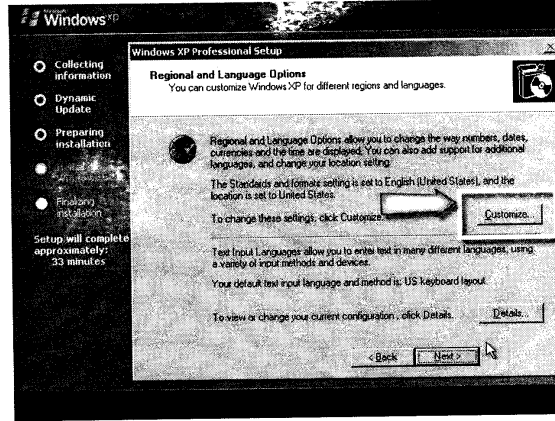 Microsoft
Windows xp
Collecting
information
Dynamic
Update
Preparing
installation
Finalizing
installation
Setup will complete
approximately:
33 minutes
Windows XP Professional Setup
Regional and Language Options
You can customize Windows XP for different regions and languages.
Regional and Language Options allow you to change the way numbers, dates,
currencies and the time are displayed. You can also add support for additional
languages, and change your location setting.
The Standards and formats setting is set to English (United States), and the
location is set to United States.
To change these settings, click Customize.
Customize...
Text Input Languages allow you to enter text in many different languages, using
a variety of input methods and devices.
Your default text input language and method is: US keyboard layout
To view or change your current configuration , click Details.
Details...
< Back
Next >